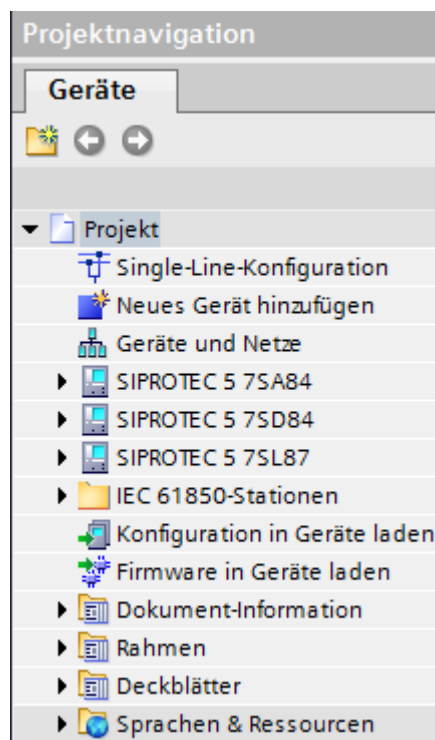 Projektnavigation
Geräte
Projekt
Single-Line-Konfiguration
Neues Gerät hinzufügen
Geräte und Netze
SIPROTEC 5 7SA84
SIPROTEC 5 7SD84
SIPROTEC 5 7SL87
IEC 61850-Stationen
Konfiguration in Geräte laden
Firmware in Geräte laden
Dokument-Information
Rahmen
Deckblätter
Sprachen & Ressourcen